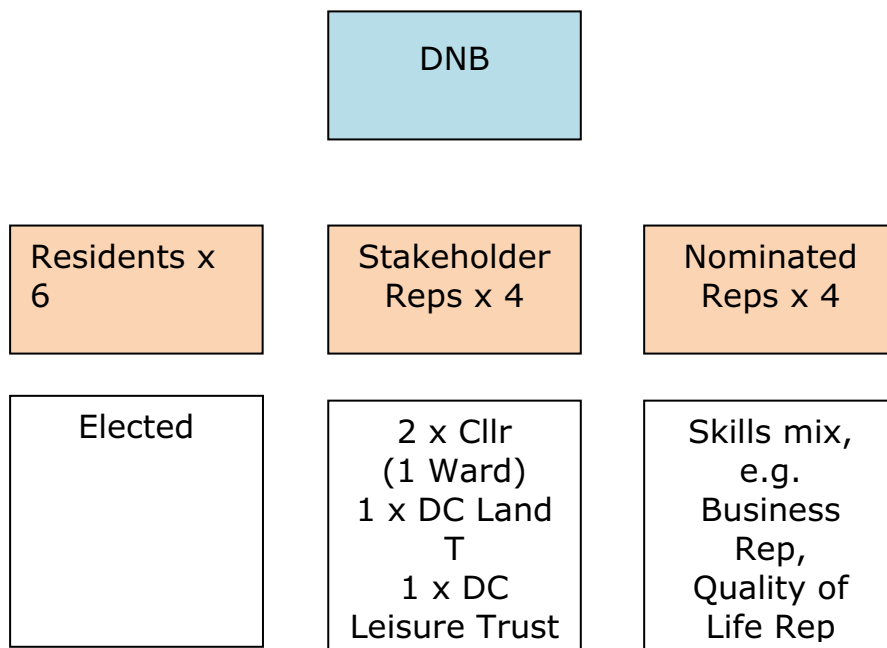 DNB
Residents x
6
Stakeholder
Reps x 4
Nominated
Reps x 4
Elected
2 x Cllr
(1 Ward)
1 x DC Land
T
1 x DC
Leisure Trust
Skills mix,
e.g.
Business
Rep,
Quality of
Life Rep